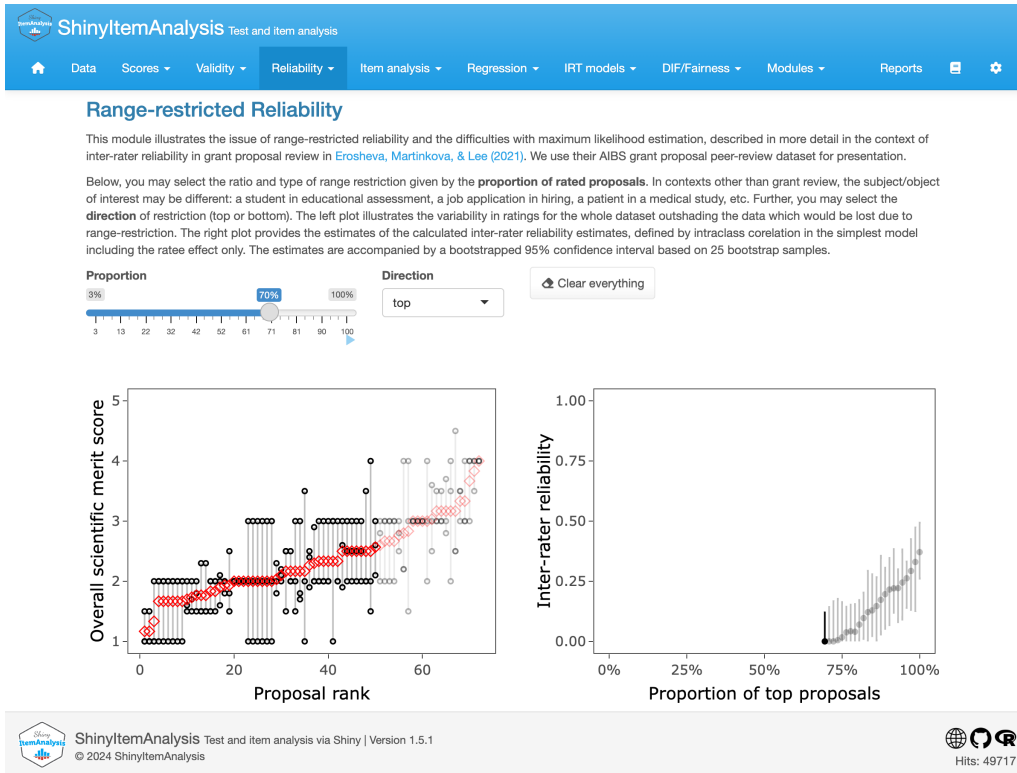 Shiny
ItemAnalysis
ShinyItemAnalysis Test and item analysis
Data Scores Validity Reliability Item analysis Regression IRT models DIF/Fairness Modules Reports
Range-restricted Reliability
This module illustrates the issue of range-restricted reliability and the difficulties with maximum likelihood estimation, described in more detail in the context of
inter-rater reliability in grant proposal review in Erosheva, Martinkova, & Lee (2021). We use their AIBS grant proposal peer-review dataset for presentation.
Below, you may select the ratio and type of range restriction given by the proportion of rated proposals. In contexts other than grant review, the subject/object
of interest may be different: a student in educational assessment, a job application in hiring, a patient in a medical study, etc. Further, you may select the
direction of restriction (top or bottom). The left plot illustrates the variability in ratings for the whole dataset outshading the data which would be lost due to
range-restriction. The right plot provides the estimates of the calculated inter-rater reliability estimates, defined by intraclass corelation in the simplest model
including the ratee effect only. The estimates are accompanied by a bootstrapped 95% confidence interval based on 25 bootstrap samples.
Proportion Direction
3% 70% 100%
top
Clear everything
3 13 22 32 42 52 61 71 81 90 100
Overall scientific merit score
5
4
3
2
1
0 20 40 60
Proposal rank
Inter-rater reliability
1.00
0.75
0.50
0.25
0.00
0% 25% 50% 75% 100%
Proportion of top proposals
Shiny
ItemAnalysis
ShinyItemAnalysis Test and item analysis via Shiny | Version 1.5.1
© 2024 ShinyItemAnalysis
R
Hits: 49717